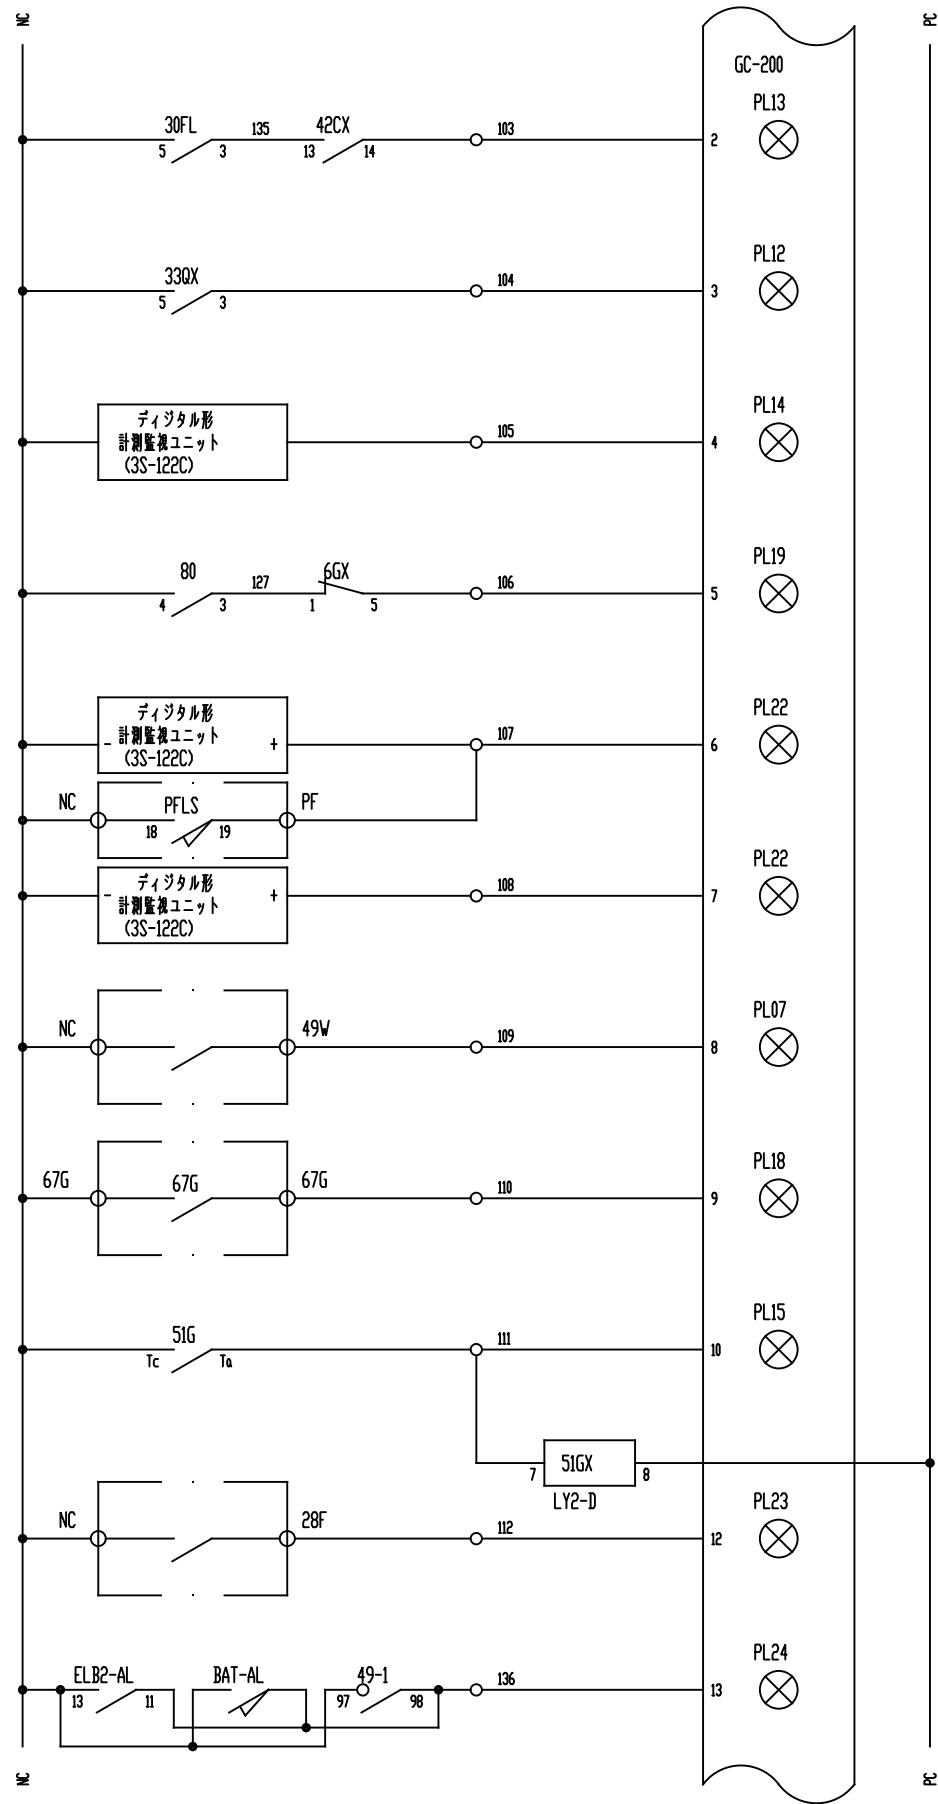 NC
PC
GC-200
PL13
30FL
135
42CX
103
5
3
13
14
2
PL12
33QX
104
5
3
3
PL14
ディジタル形
計測監視ユニット
(3S-122C)
105
4
PL19
80
127
6GX
106
4
3
1
5
5
PL22
ディジタル形
計測監視ユニット
(3S-122C)
-
+
107
6
NC
PFLS
PF
18
19
PL22
ディジタル形
計測監視ユニット
(3S-122C)
-
+
108
7
PL07
NC
49W
109
8
PL18
67G
67G
67G
110
9
PL15
51G
111
Tc
Ta
10
7
51GX
8
LY2-D
PL23
NC
28F
112
12
PL24
ELB2-AL
BAT-AL
49-1
136
13
11
97
98
13
NC
PC